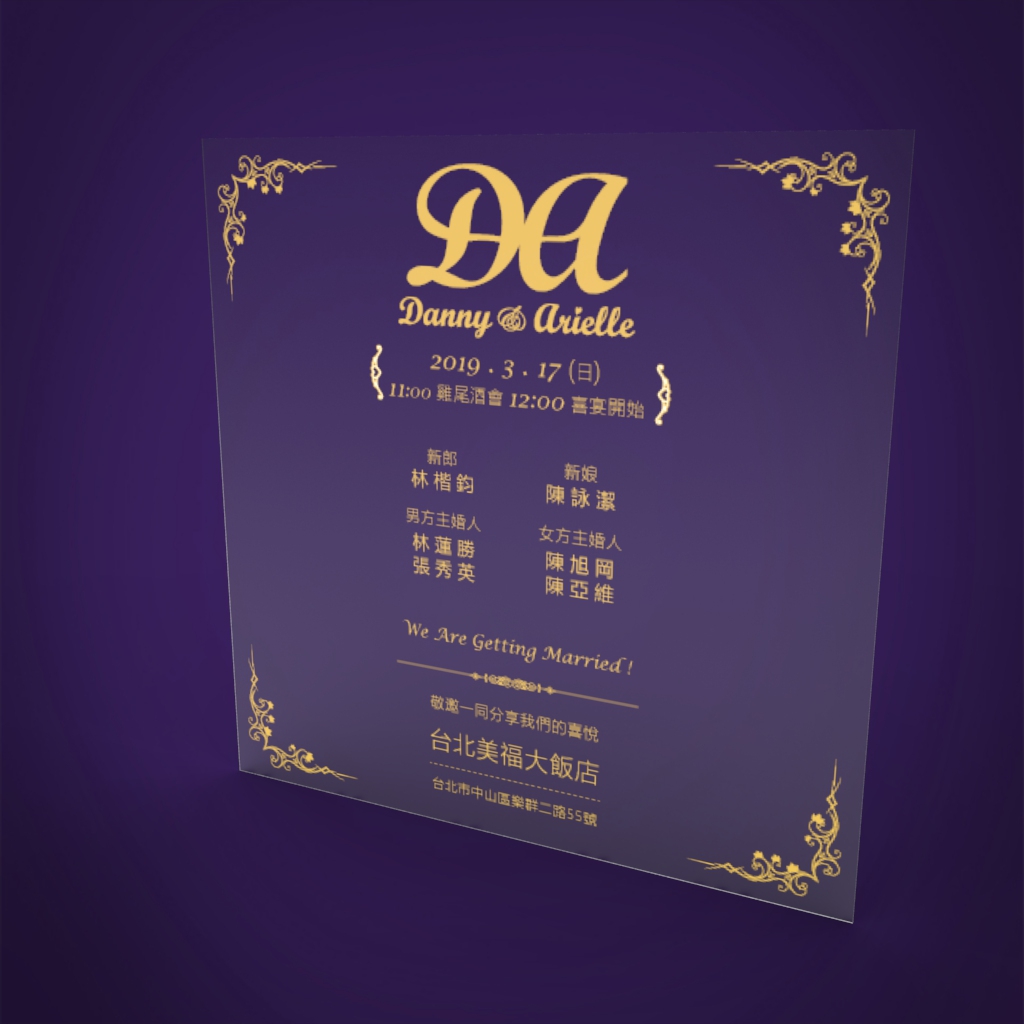 DA
Danny & Arielle
2019 . 3 . 17 (日)
11:00 雞尾酒會 12:00 喜宴開始
新郎
林楷鈞
新娘
陳詠潔
男方主婚人
林蓮勝
張秀英
女方主婚人
陳旭岡
陳亞維
We Are Getting Married !
敬邀一同分享我們的喜悅
台北美福大飯店
台北市中山區樂群二路55號